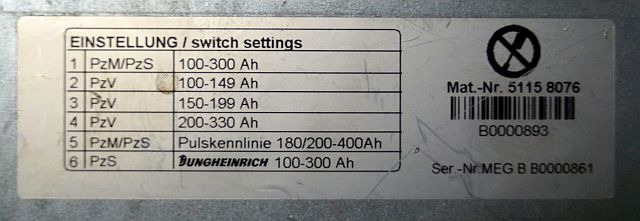 EINSTELLUNG / switch settings
1 PzM/PzS 100-300 Ah
2 PzV 100-149 Ah
3 PzV 150-199 Ah
4 PzV 200-330 Ah
5 PzM/PzS Pulskennlinie 180/200-400Ah
6 PzS JUNGHEINRICH 100-300 Ah
Mat.-Nr. 5115 8076
B0000893
Ser.-Nr.MEG B B0000861